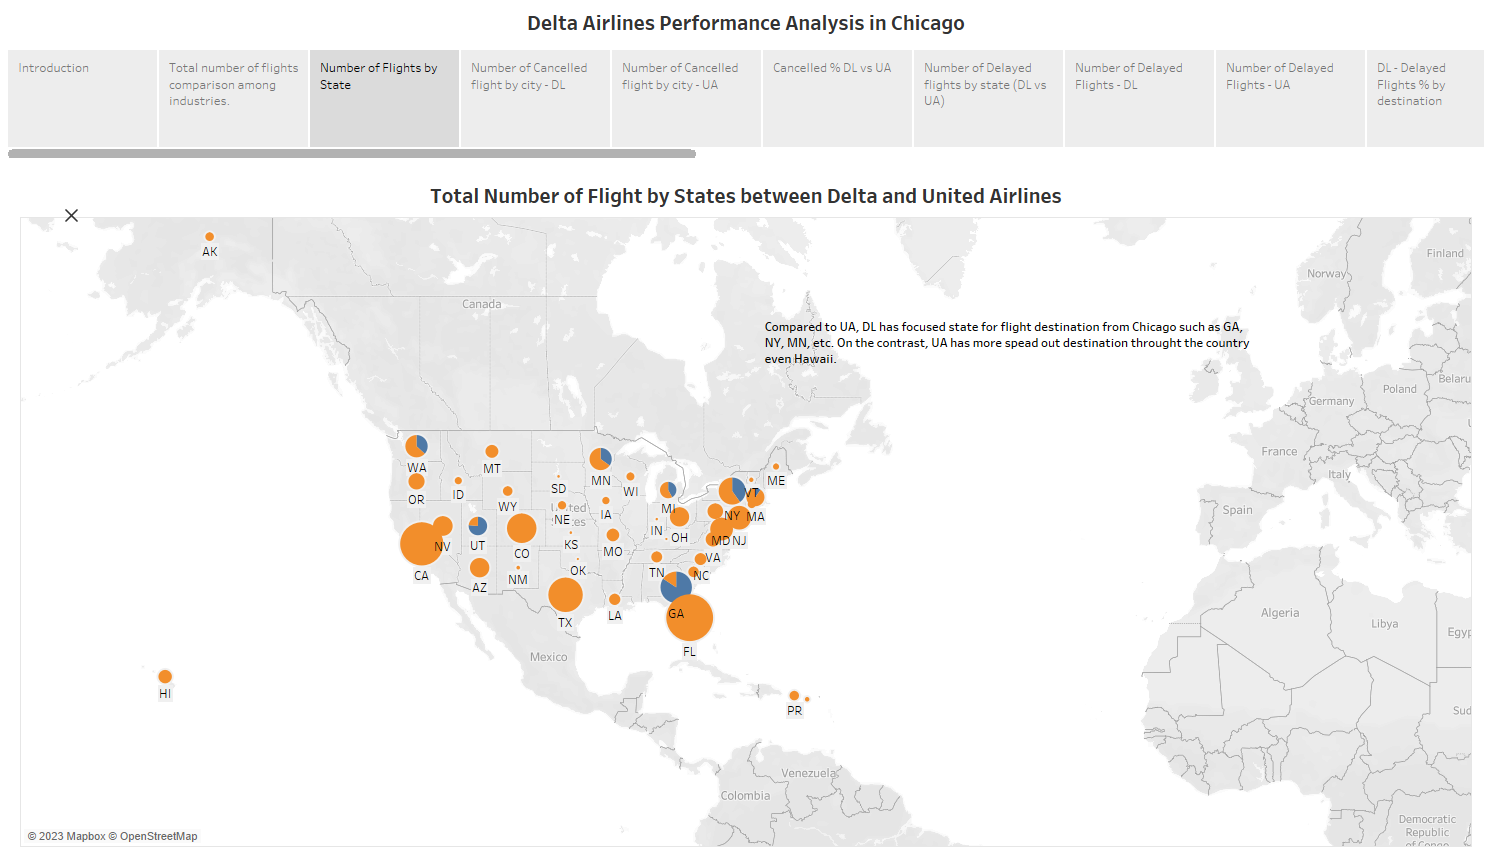 Delta Airlines Performance Analysis in Chicago
Introduction
Total number of flights
comparison among
industries.
Number of Flights by
State
Number of Cancelled
flight by city - DL
Number of Cancelled
flight by city - UA
Cancelled % DL vs UA
Number of Delayed
flights by state (DL vs
UA)
Number of Delayed
Flights - DL
Number of Delayed
Flights - UA
DL - Delayed
Flights % by
destination
Total Number of Flight by States between Delta and United Airlines
AK
Canada
Norway
Finland
Compared to UA, DL has focused state for flight destination from Chicago such as GA,
NY, MN, etc. On the contrast, UA has more spead out destination throught the country
even Hawaii.
Belaru
Poland
Germany
France
Italy
Spain
WA
MT
MN
ME
OR
ID
SD
WI
VT
WY
MI
NE
IA
NY
MA
United
States
NV
UT
CO
KS
MO
IN
OH
MD
NJ
VA
CA
AZ
NM
OK
TN
NC
TX
LA
GA
FL
Algeria
Libya
Egyp
Mexico
HI
PR
Sud
Venezuela
Colombia
Democratic
Republic
of Congo
© 2023 Mapbox © OpenStreetMap